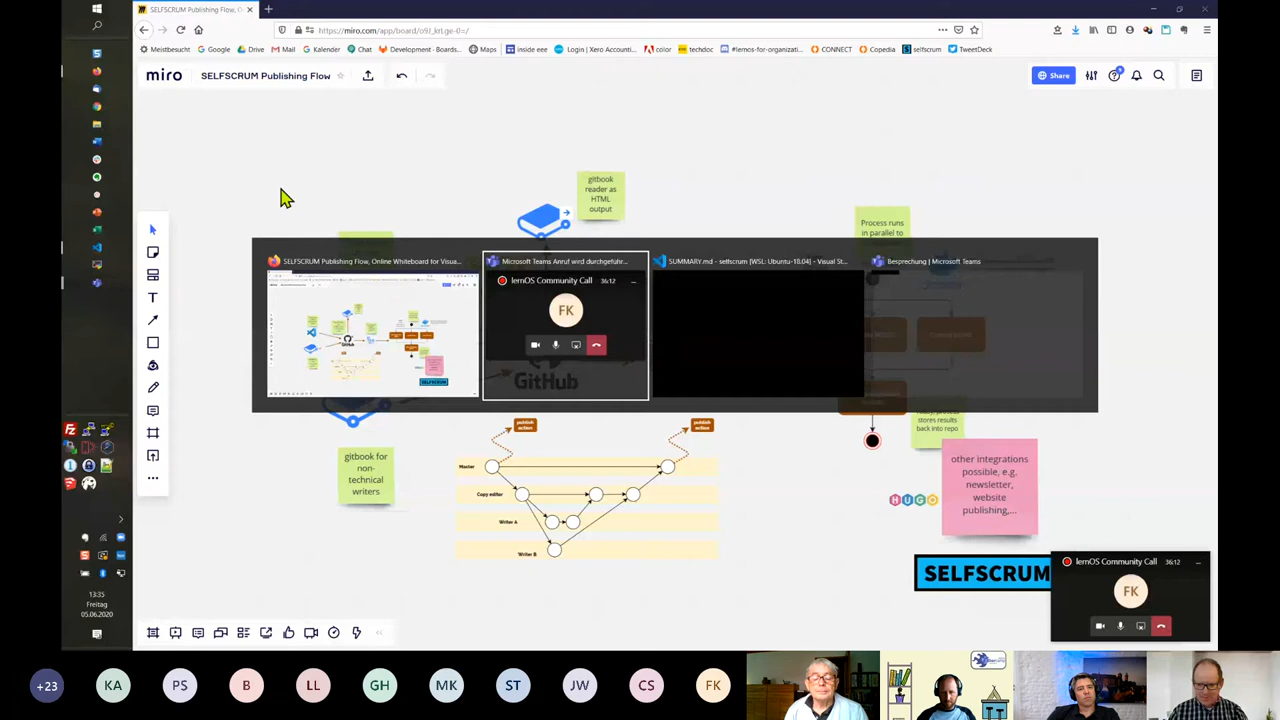 SELFSCRUM Publishing Flow, O
https://miro.com/app/board/o9J_krLge-0=/
Meistbesucht
Google
Drive
Mail
Kalender
Chat
Development - Boards...
Maps
inside eee
Login | Xero Accounti...
color
techdoc
#lernos-for-organizati...
CONNECT
Copedia
selfscrum
TweetDeck
miro
SELFSCRUM Publishing Flow
Share
gitbook
reader as
HTML
output
Process runs
in parallel to
SELFSCRUM Publishing Flow, Online Whiteboard for Visua...
Microsoft Teams Anruf wird durchgeführ...
SUMMARY.md - selfscrum [WSL: Ubuntu-18.04] - Visual St...
Besprechung | Microsoft Teams
lernOS Community Call
36:12
FK
SELFSCRUM
GitHub
stores results
back into repo
gitbook for
non-
technical
writers
publish
action
publish
action
Master
Copy editor
Writer A
Writer B
other integrations
possible, e.g.
newsletter,
website
publishing,...
HUGO
SELFSCRUM
lernOS Community Call
36:12
FK
13:35
Freitag
05.06.2020
+23
KA
PS
B
LL
GH
MK
ST
JW
CS
FK